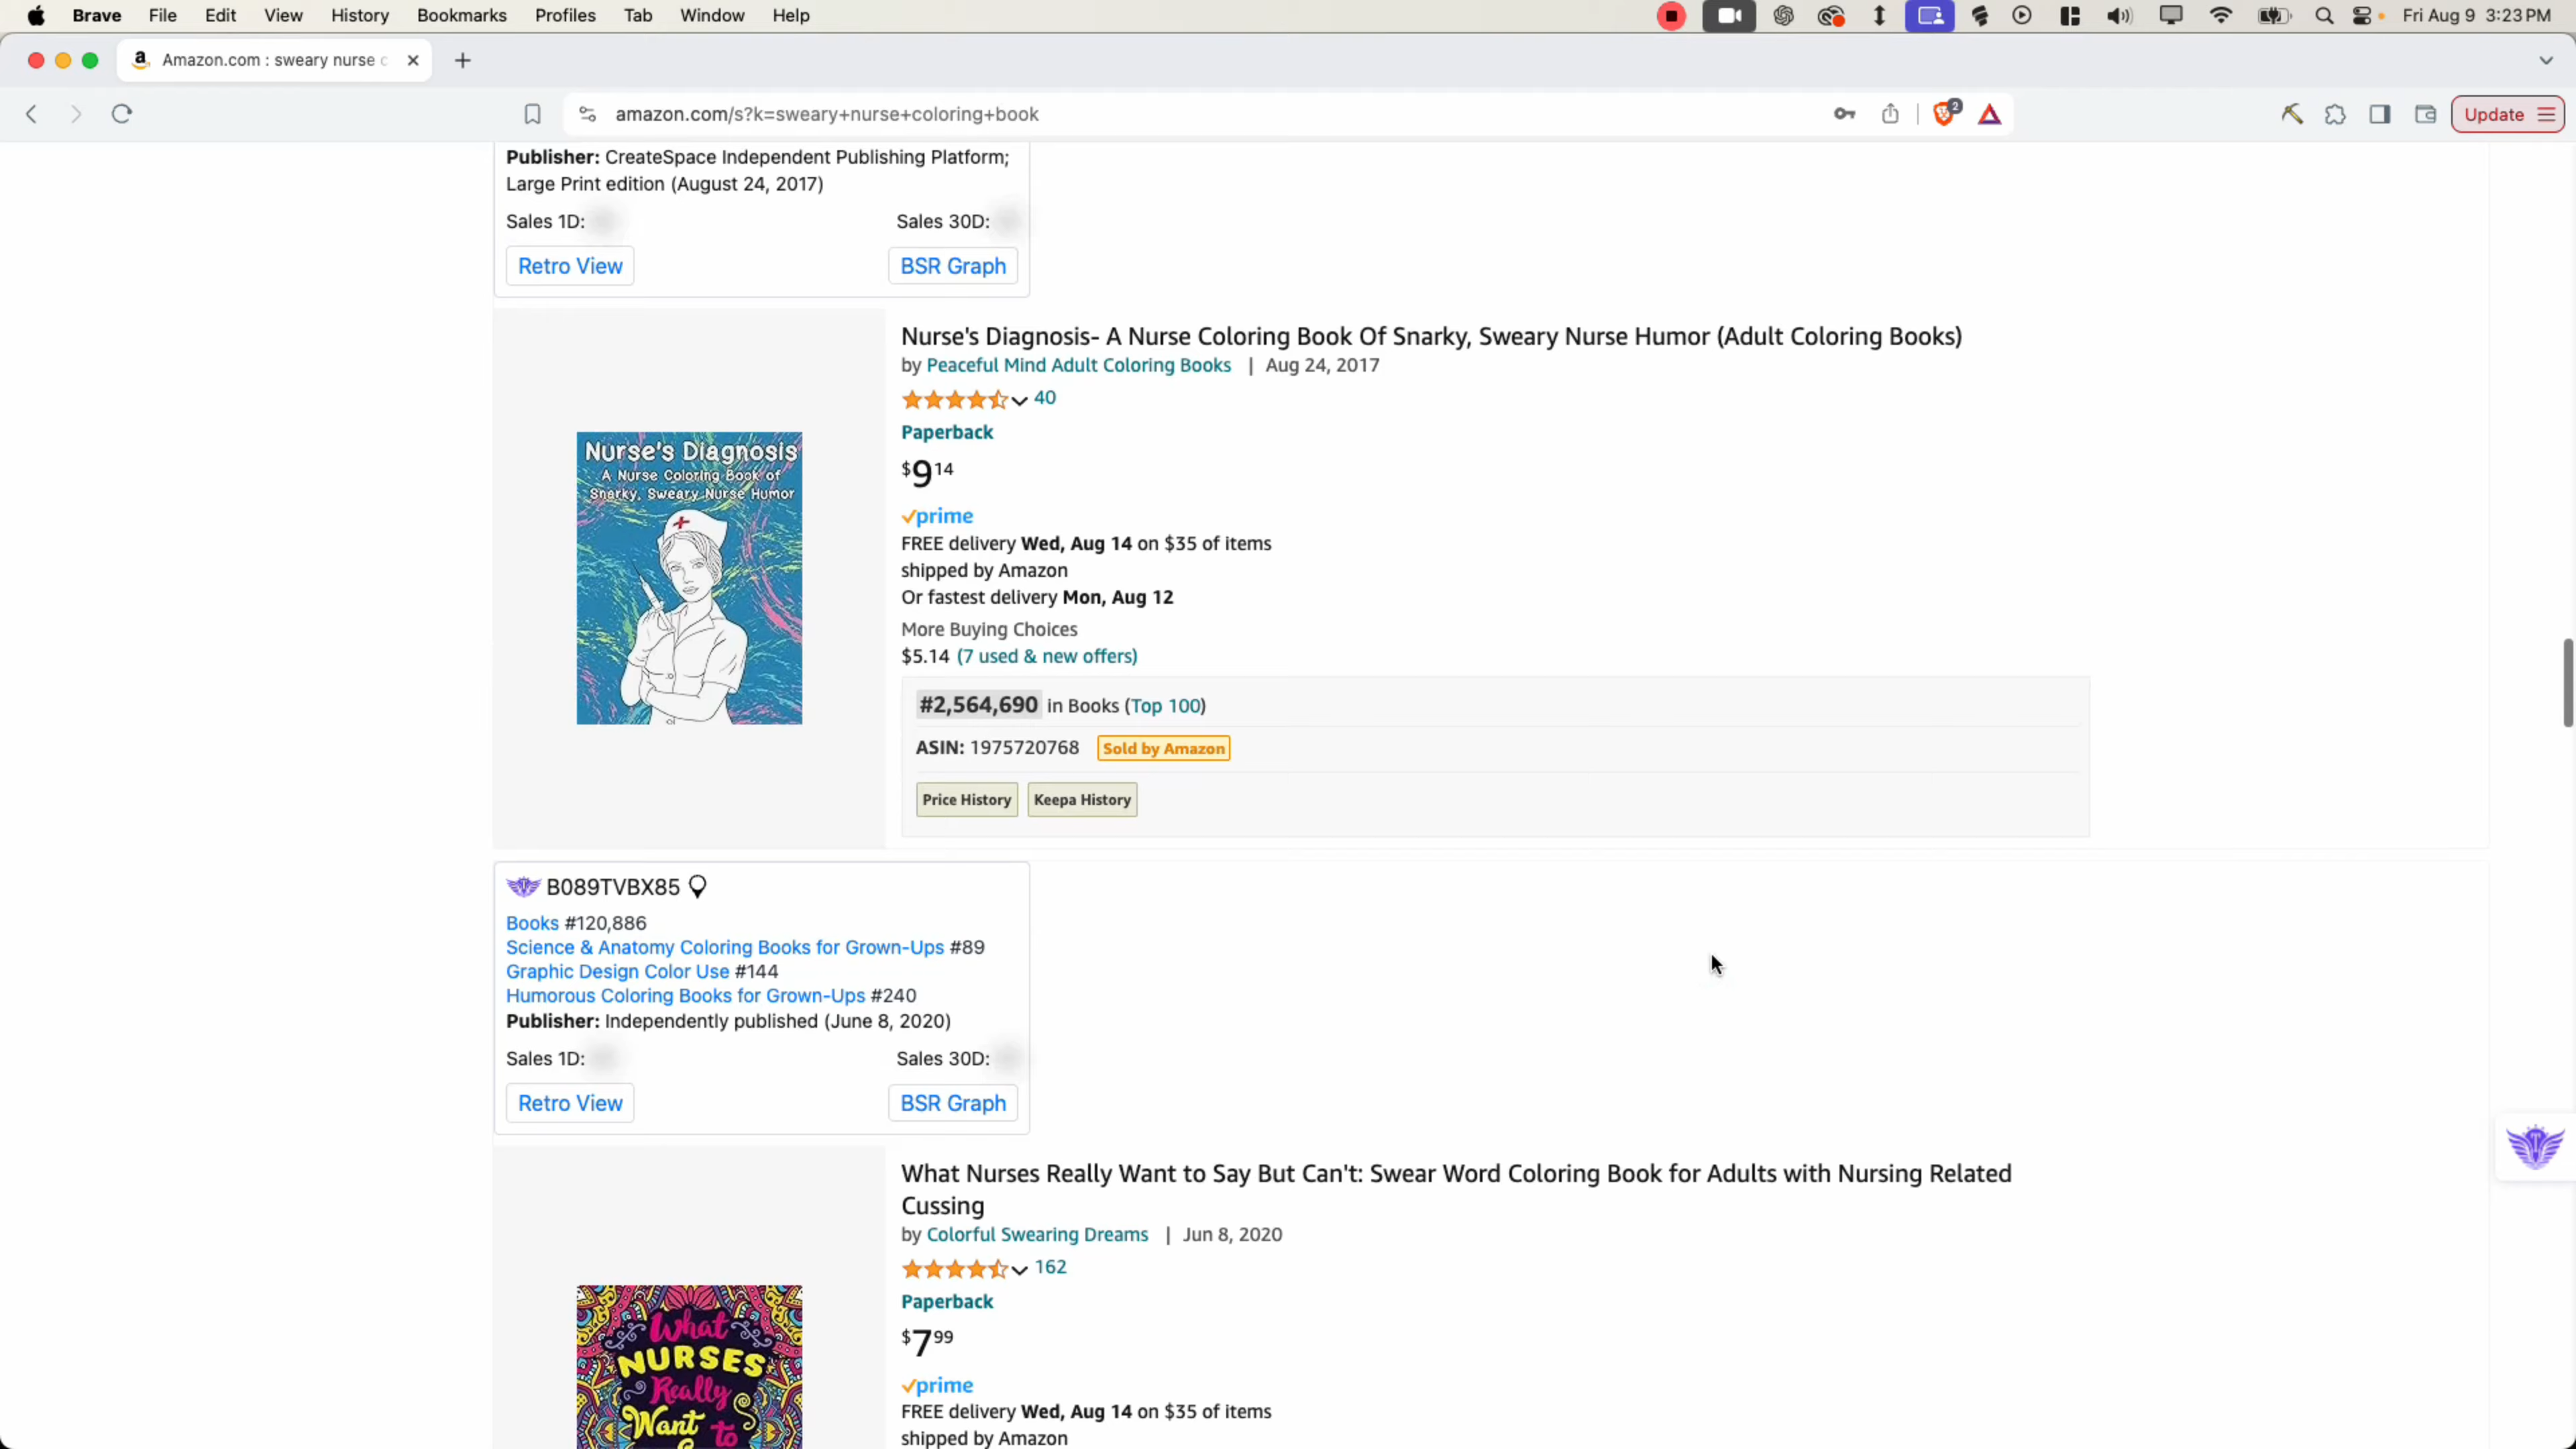 Brave File Edit View History Bookmarks Profiles Tab Window Help Fri Aug 9 3:23 PM
a Amazon.com : sweary nurse c
amazon.com/s?k=sweary+nurse+coloring+book 2 Update
Publisher: CreateSpace Independent Publishing Platform;
Large Print edition (August 24, 2017)
Sales 1D: Sales 30D:
Retro View BSR Graph
Nurse's Diagnosis- A Nurse Coloring Book Of Snarky, Sweary Nurse Humor (Adult Coloring Books)
by Peaceful Mind Adult Coloring Books | Aug 24, 2017
40
Paperback
$9 14
prime
FREE delivery Wed, Aug 14 on $35 of items
shipped by Amazon
Or fastest delivery Mon, Aug 12
More Buying Choices
$5.14 (7 used & new offers)
#2,564,690 in Books (Top 100)
ASIN: 1975720768 Sold by Amazon
Price History Keepa History
Nurse's Diagnosis
A Nurse Coloring Book of
Snarky, Sweary Nurse Humor
B089TVBX85
Books #120,886
Science & Anatomy Coloring Books for Grown-Ups #89
Graphic Design Color Use #144
Humorous Coloring Books for Grown-Ups #240
Publisher: Independently published (June 8, 2020)
Sales 1D: Sales 30D:
Retro View BSR Graph
What Nurses Really Want to Say But Can't: Swear Word Coloring Book for Adults with Nursing Related
Cussing
by Colorful Swearing Dreams | Jun 8, 2020
162
Paperback
$7 99
prime
FREE delivery Wed, Aug 14 on $35 of items
shipped by Amazon
What
NURSES
Really
Want to